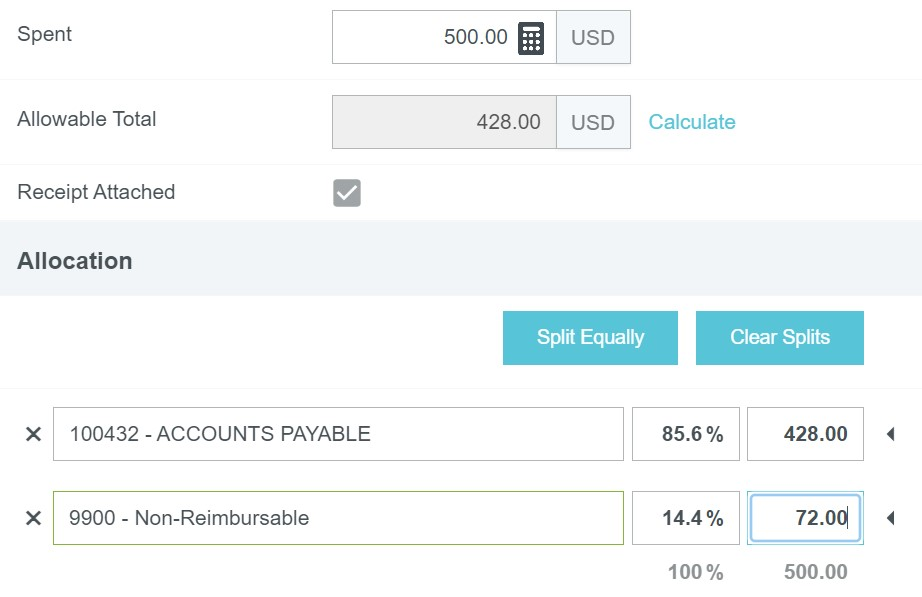 Spent 500.00 USD
Allowable Total 428.00 USD Calculate
Receipt Attached
Allocation
Split Equally Clear Splits
100432 - ACCOUNTS PAYABLE 85.6 % 428.00
9900 - Non-Reimbursable 14.4 % 72.00
100 % 500.00